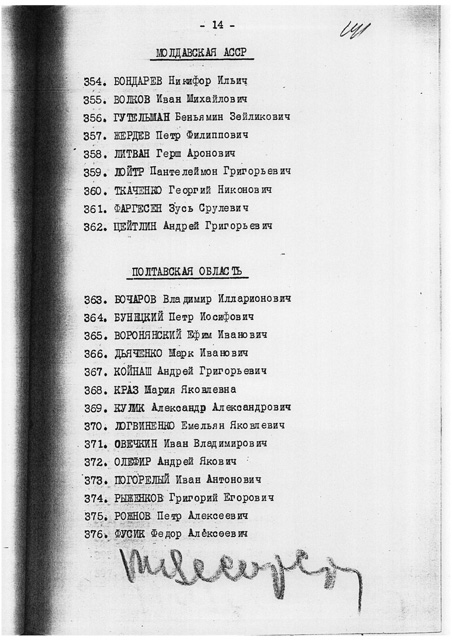 - 14 -
МОЛДАВСКАЯ АССР
354. БОНДАРЕВ Никифор Ильич
355. ВОЛКОВ Иван Михайлович
356. ГУТЕЛЬМАН Беньямин Зейликович
357. ЖЕРДЕВ Петр Филиппович
358. ЛИТВАН Герш Аронович
359. ЛОЙТР Пантелеймон Григорьевич
360. ТКАЧЕНКО Георгий Никонович
361. ФАРГЕСЕН Зусь Срулевич
362. ЦЕЙТЛИН Андрей Григорьевич
ПОЛТАВСКАЯ ОБЛАСТЬ
363. БОЧАРОВ Владимир Илларионович
364. БУНЕЦКИЙ Петр Иосифович
365. ВОРОНЯНСКИЙ Ефим Иванович
366. ДЬЯЧЕНКО Марк Иванович
367. КОЙНАШ Андрей Григорьевич
368. КРАЗ Мария Яковлевна
369. КУЛИК Александр Александрович
370. ЛОГВИНЕНКО Емельян Яковлевич
371. ОВЕЧКИН Иван Владимирович
372. ОЛЕФИР Андрей Якович
373. ПОГОРЕЛЫЙ Иван Антонович
374. РЫЖЕНКОВ Григорий Егорович
375. РОЖНОВ Петр Алексеевич
376. ФУСИК Федор Алексеевич